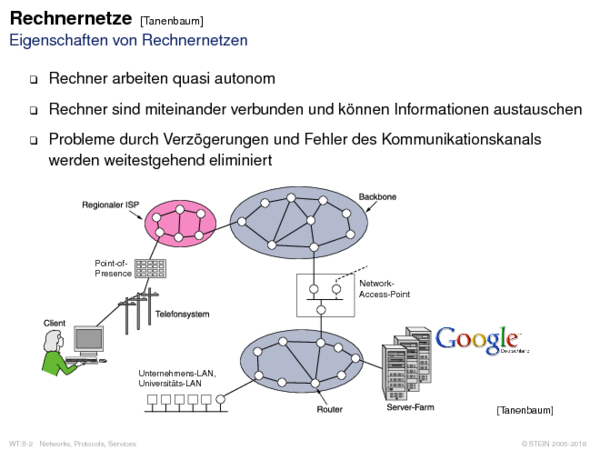 Rechnernetze [Tanenbaum]
Eigenschaften von Rechnernetzen
❑ Rechner arbeiten quasi autonom
❑ Rechner sind miteinander verbunden und können Informationen austauschen
❑ Probleme durch Verzögerungen und Fehler des Kommunikationskanals
werden weitestgehend eliminiert
Regionaler ISP
Backbone
Point-of-
Presence
Network-
Access-Point
Telefonsystem
Client
Google
Deutschland
Unternehmens-LAN,
Universitäts-LAN
Router
Server-Farm
[Tanenbaum]
WT:II-2 Networks, Protocols, Services
© STEIN 2005-2018